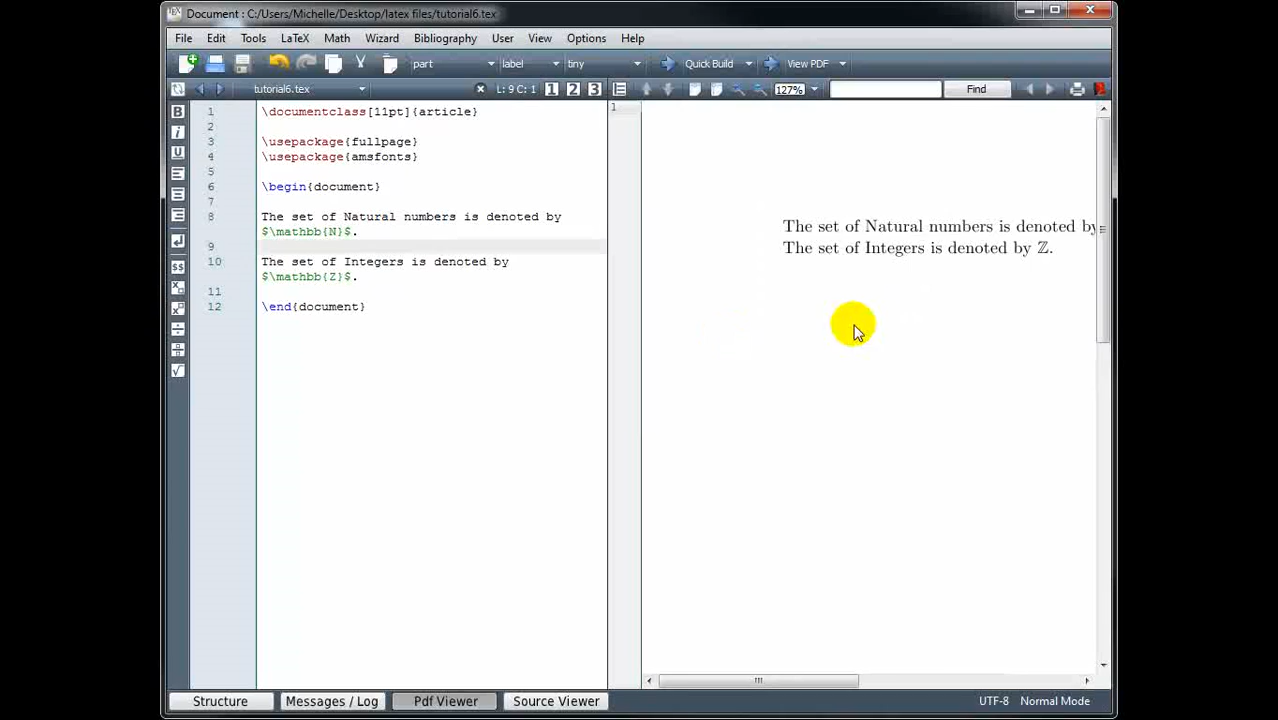 Document : C:/Users/Michelle/Desktop/latex files/tutorial6.tex
File Edit Tools LaTeX Math Wizard Bibliography User View Options Help
part label tiny Quick Build View PDF
tutorial6.tex L: 9 C: 1 1 2 3 127% Find
1 \documentclass[11pt]{article}
2
3 \usepackage{fullpage}
4 \usepackage{amsfonts}
5
6 \begin{document}
7
8 The set of Natural numbers is denoted by
$\mathbb{N}$.
9
10 The set of Integers is denoted by
$\mathbb{Z}$.
11
12 \end{document}
1
The set of Natural numbers is denoted by
The set of Integers is denoted by ℤ.
Structure Messages / Log Pdf Viewer Source Viewer UTF-8 Normal Mode